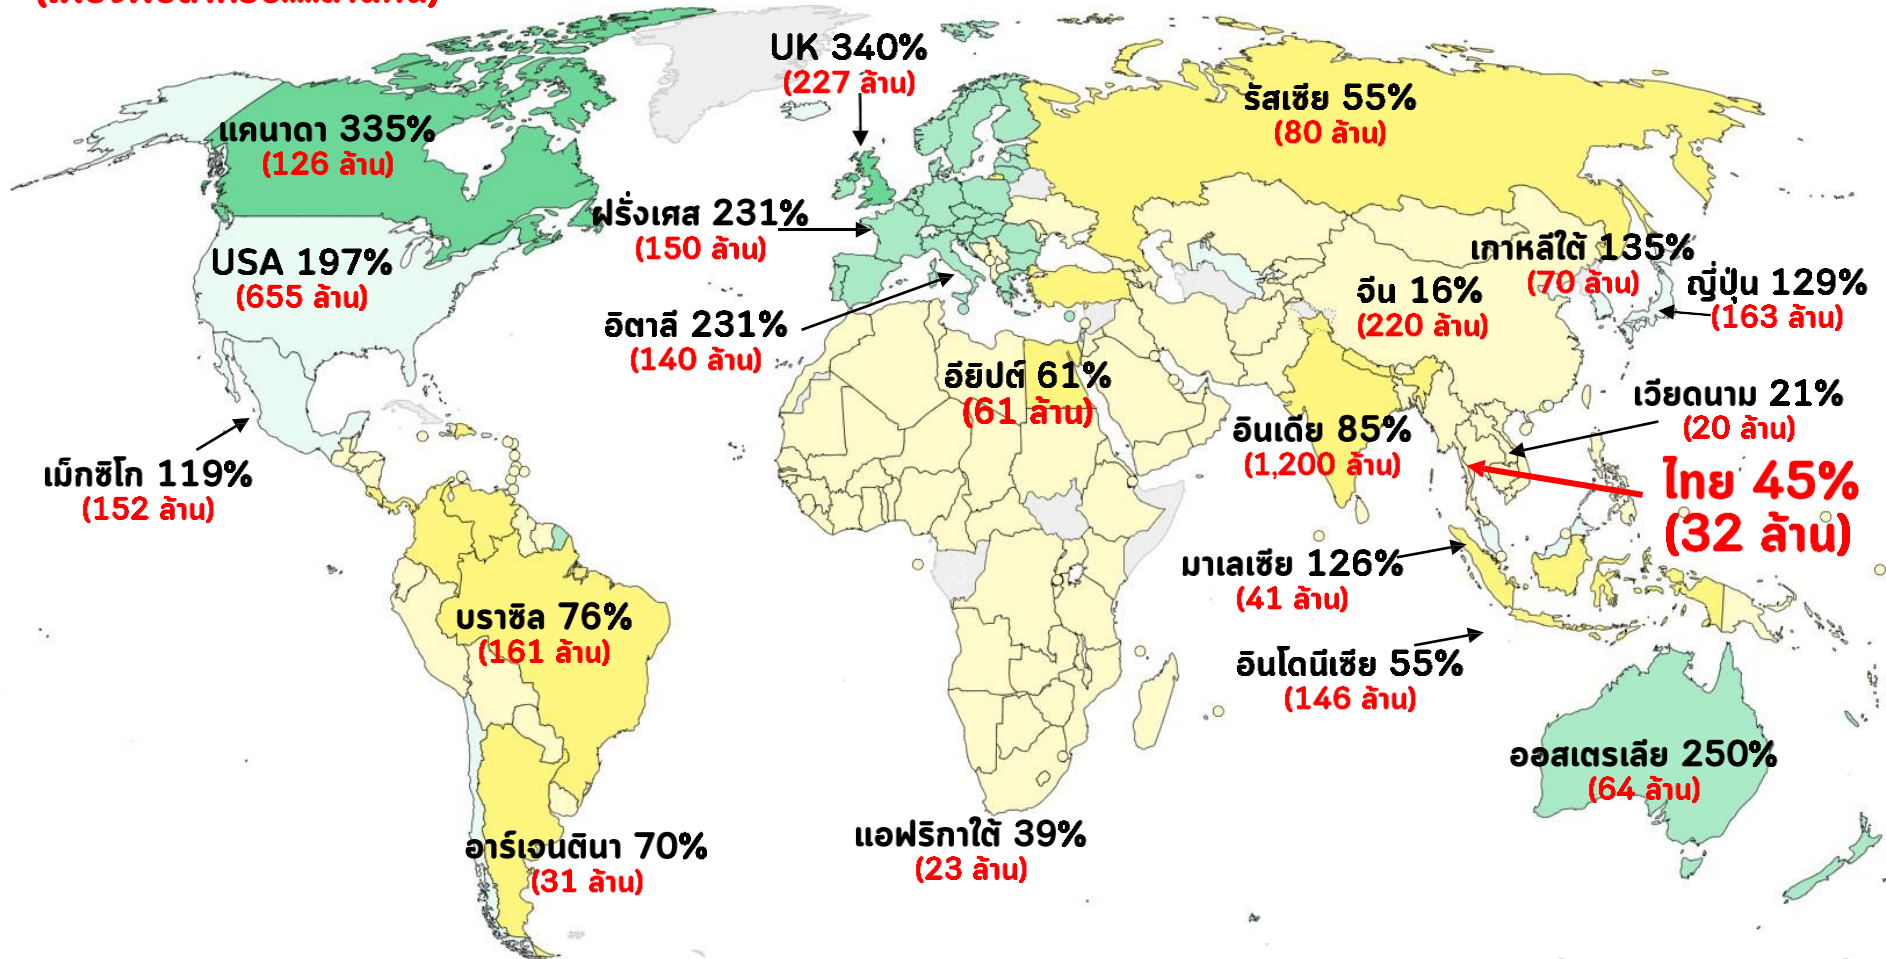 UK 340%
(227 ล้าน)
รัสเซีย 55%
(80 ล้าน)
แคนาดา 335%
(126 ล้าน)
ฝรั่งเศส 231%
(150 ล้าน)
USA 197%
(655 ล้าน)
เกาหลีใต้ 135%
(70 ล้าน)
จีน 16%
(220 ล้าน)
ญี่ปุ่น 129%
(163 ล้าน)
อิตาลี 231%
(140 ล้าน)
อียิปต์ 61%
(61 ล้าน)
เวียดนาม 21%
(20 ล้าน)
อินเดีย 85%
(1,200 ล้าน)
เม็กซิโก 119%
(152 ล้าน)
ไทย 45%
(32 ล้าน)
มาเลเซีย 126%
(41 ล้าน)
บราซิล 76%
(161 ล้าน)
อินโดนีเซีย 55%
(146 ล้าน)
ออสเตรเลีย 250%
(64 ล้าน)
แอฟริกาใต้ 39%
(23 ล้าน)
อาร์เจนตินา 70%
(31 ล้าน)